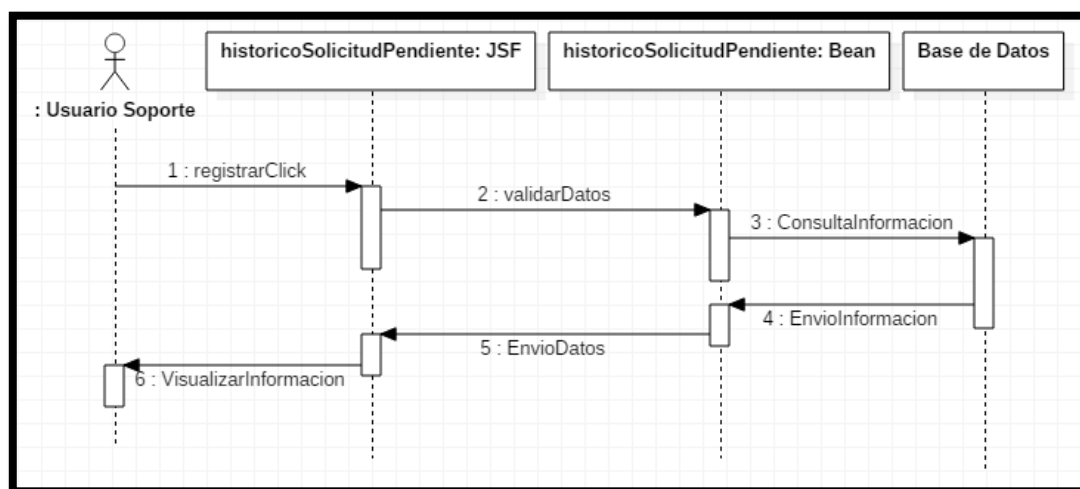 historicoSolicitudPendiente: JSF
historicoSolicitudPendiente: Bean
Base de Datos
: Usuario Soporte
1 : registrarClick
2 : validarDatos
3 : ConsultaInformacion
4 : EnvioInformacion
5 : EnvioDatos
6 : VisualizarInformacion